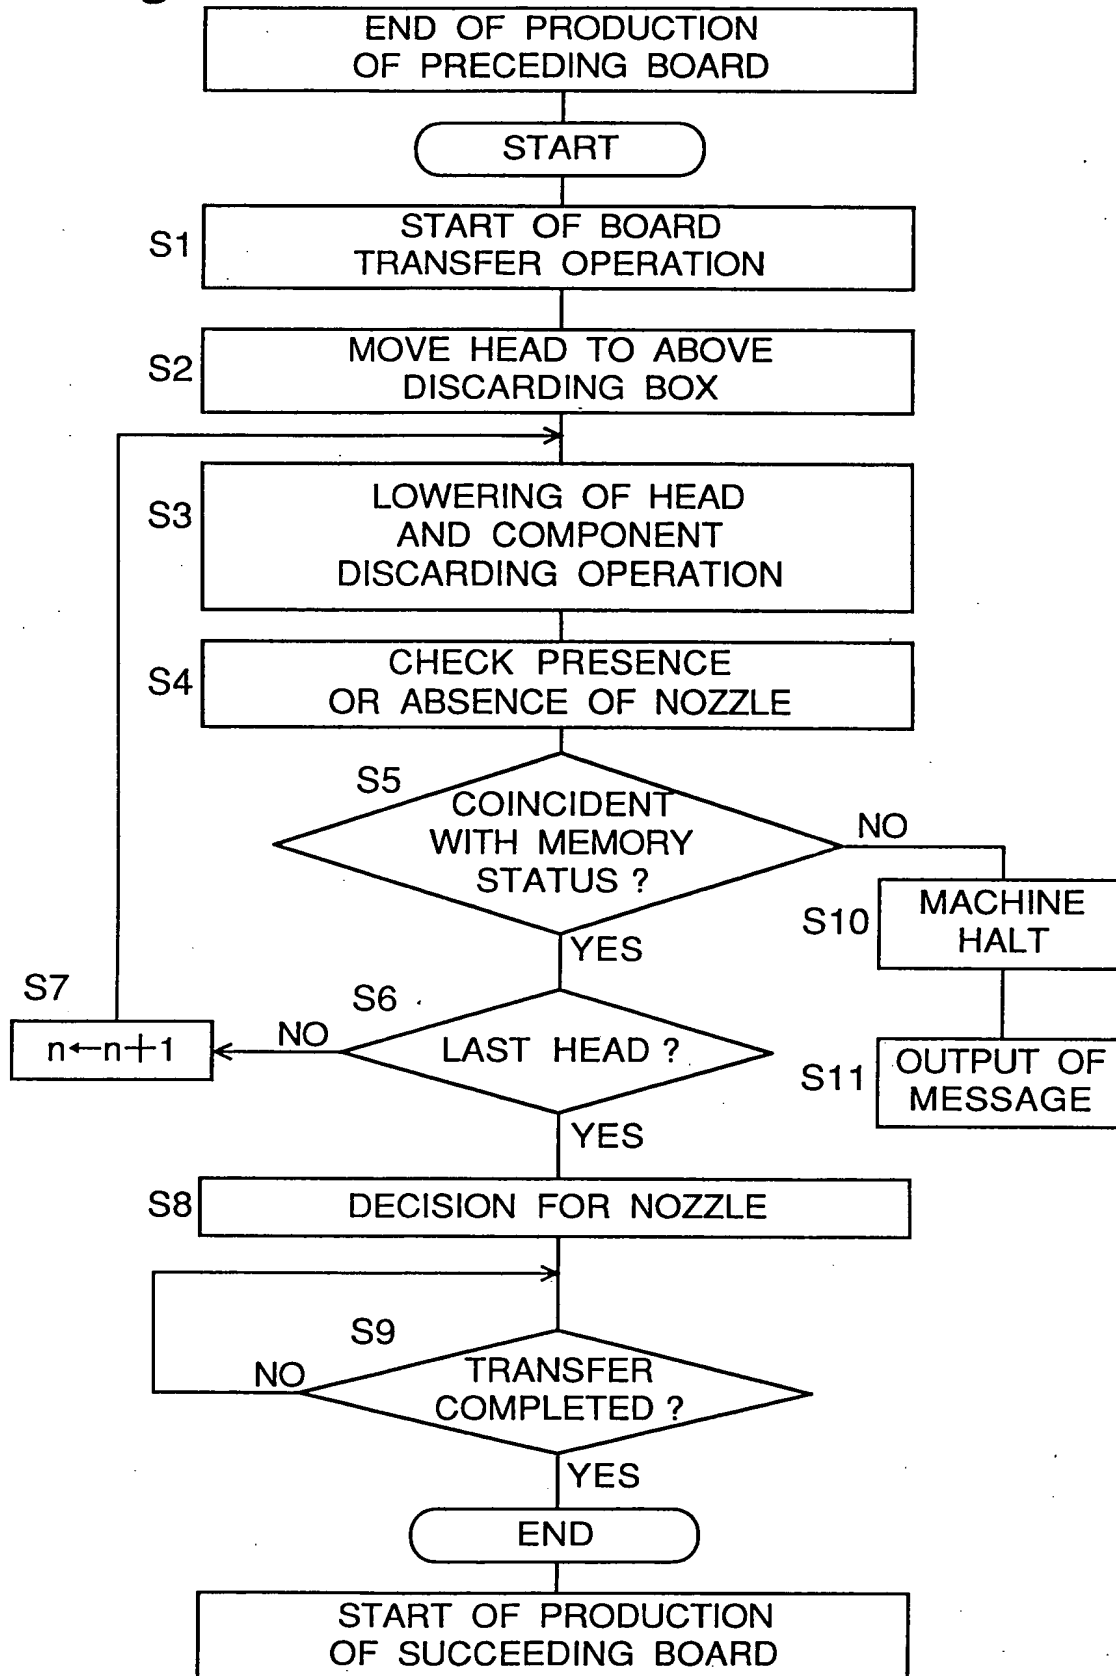 END OF PRODUCTION
OF PRECEDING BOARD
START
S1
START OF BOARD
TRANSFER OPERATION
S2
MOVE HEAD TO ABOVE
DISCARDING BOX
S3
LOWERING OF HEAD
AND COMPONENT
DISCARDING OPERATION
S4
CHECK PRESENCE
OR ABSENCE OF NOZZLE
S5
COINCIDENT
WITH MEMORY
STATUS ?
NO
YES
S10
MACHINE
HALT
S11
OUTPUT OF
MESSAGE
S6
LAST HEAD ?
NO
S7
n←n+1
YES
S8
DECISION FOR NOZZLE
S9
TRANSFER
COMPLETED ?
NO
YES
END
START OF PRODUCTION
OF SUCCEEDING BOARD